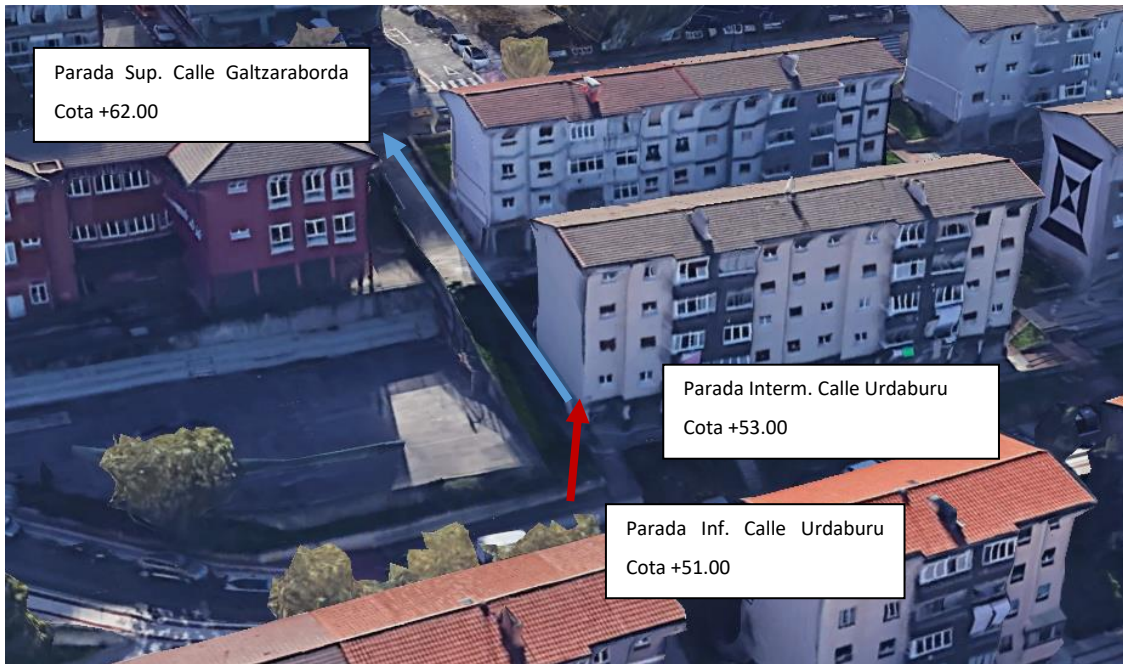 Parada Sup. Calle Galtzaraborda
Cota +62.00
Parada Interm. Calle Urdaburu
Cota +53.00
Parada Inf. Calle Urdaburu
Cota +51.00